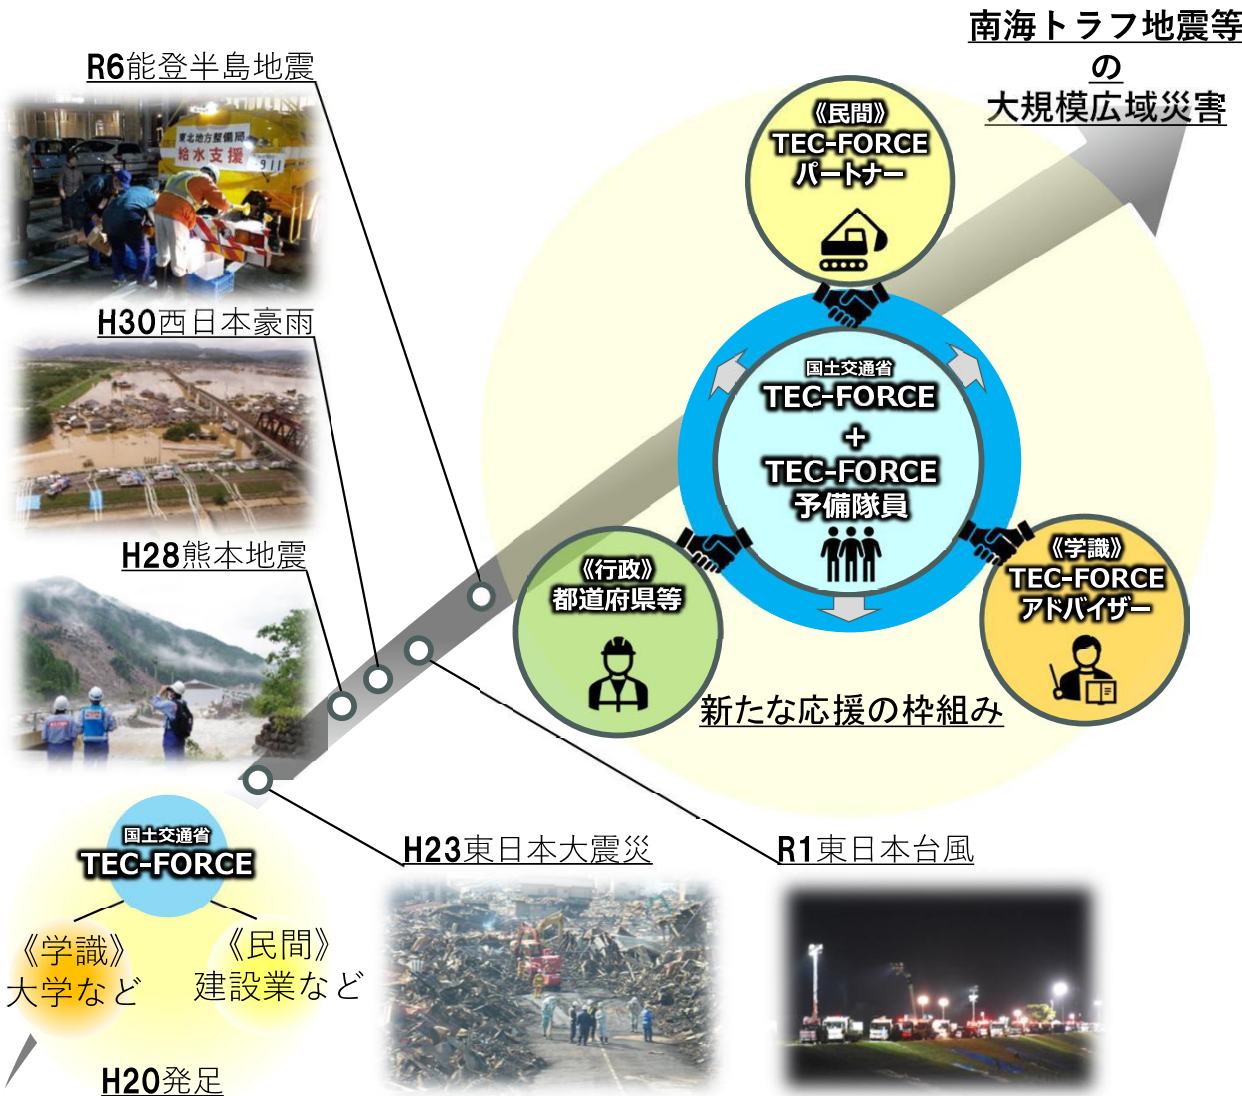 南海トラフ地震等
の
大規模広域災害
R6能登半島地震
東北地方整備局
給水支援
911
H30西日本豪雨
H28熊本地震
《民間》
TEC-FORCE
パートナー
国土交通省
TEC-FORCE
+
TEC-FORCE
予備隊員
《行政》
都道府県等
《学識》
TEC-FORCE
アドバイザー
新たな応援の枠組み
国土交通省
TEC-FORCE
《学識》
大学など
《民間》
建設業など
H20発足
H23東日本大震災
R1東日本台風